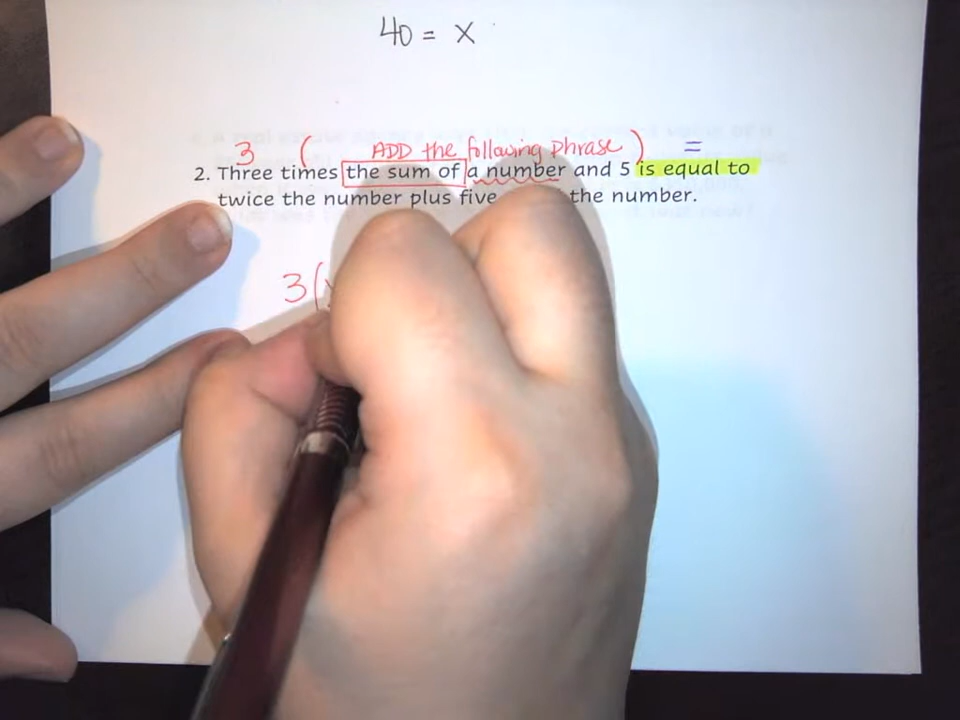 40 = x
3 ( ADD the following phrase ) =
2. Three times the sum of a number and 5 is equal to
twice the number plus five the number.
3(